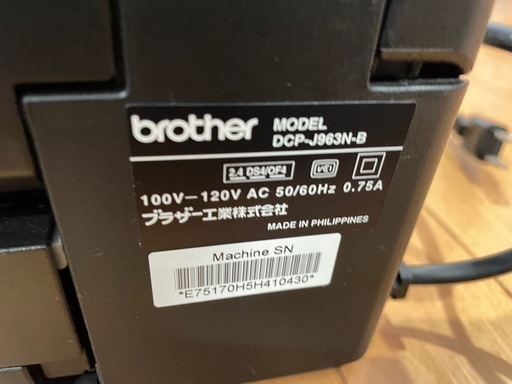 brother MODEL
DCP-J963N-B
2.4 DS4/OF4 VCI
100V-120V AC 50/60Hz 0.75A
ブラザー工業株式会社
MADE IN PHILIPPINES
Machine SN
*E75170H5H410430*